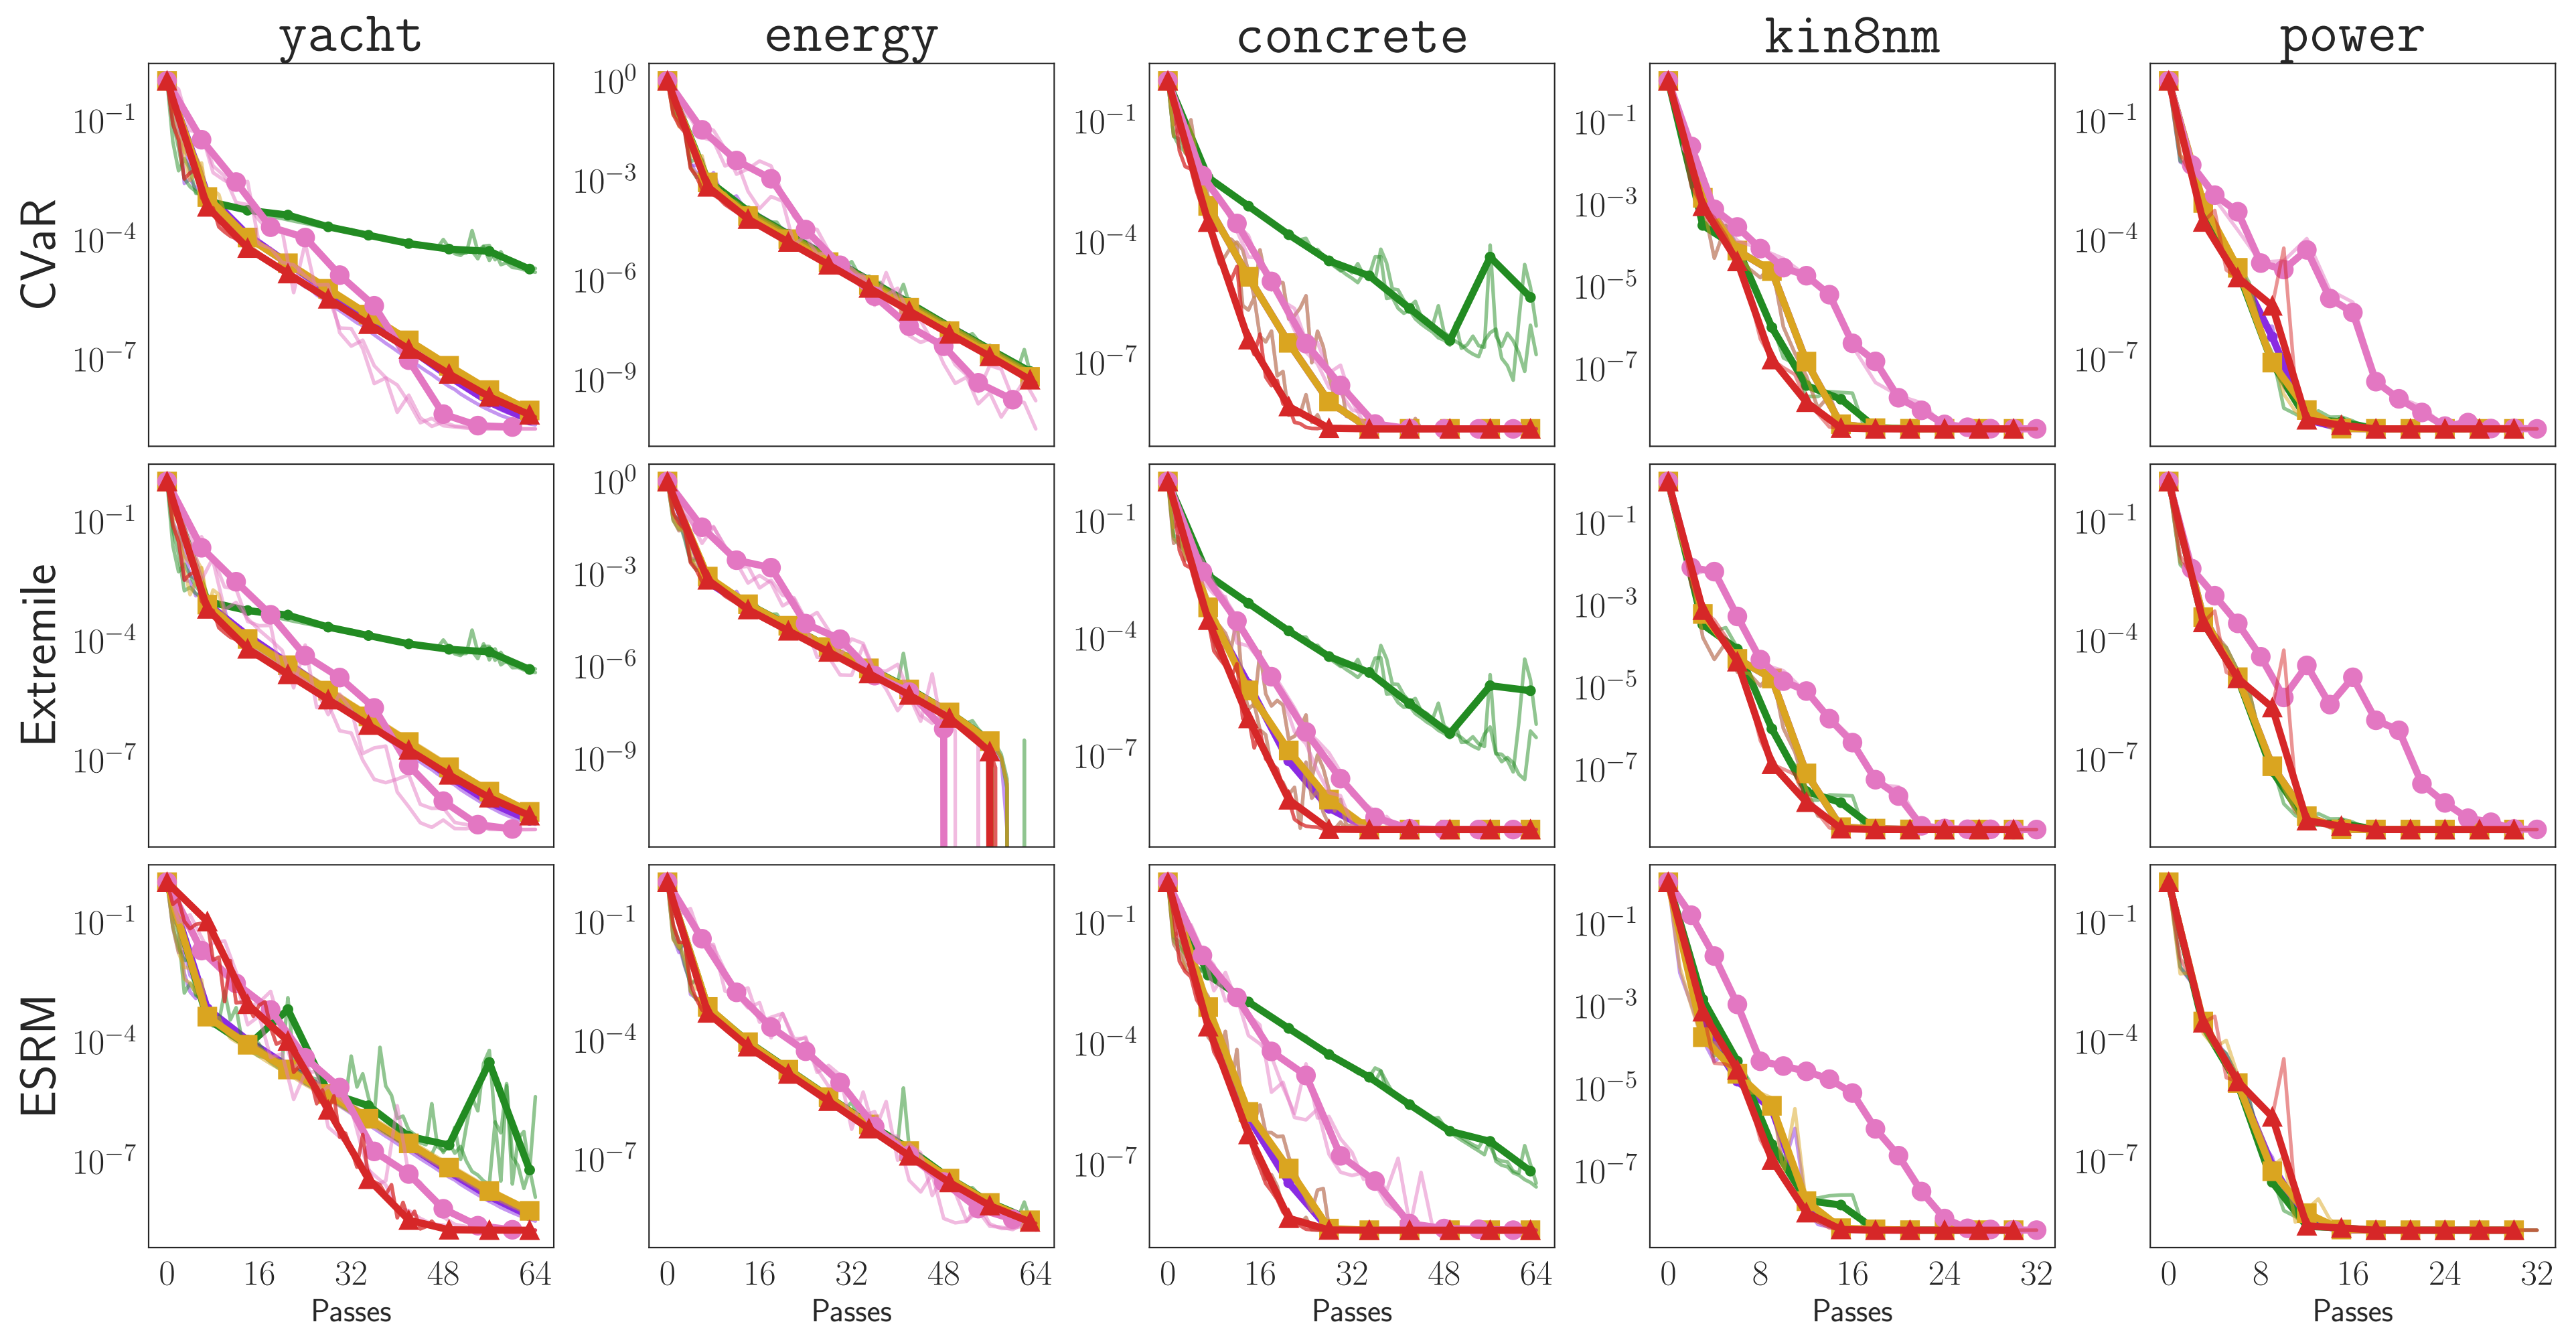 yacht energy concrete kin8nm power
CVaR
10⁻¹ 10⁻⁴ 10⁻⁷
10⁰ 10⁻³ 10⁻⁶ 10⁻⁹
10⁻¹ 10⁻⁴ 10⁻⁷
10⁻¹ 10⁻³ 10⁻⁵ 10⁻⁷
10⁻¹ 10⁻⁴ 10⁻⁷
Extremile
10⁻¹ 10⁻⁴ 10⁻⁷
10⁰ 10⁻³ 10⁻⁶ 10⁻⁹
10⁻¹ 10⁻⁴ 10⁻⁷
10⁻¹ 10⁻³ 10⁻⁵ 10⁻⁷
10⁻¹ 10⁻⁴ 10⁻⁷
ESRM
10⁻¹ 10⁻⁴ 10⁻⁷
10⁻¹ 10⁻⁴ 10⁻⁷
10⁻¹ 10⁻⁴ 10⁻⁷
10⁻¹ 10⁻³ 10⁻⁵ 10⁻⁷
10⁻¹ 10⁻⁴ 10⁻⁷
0 16 32 48 64 0 16 32 48 64 0 16 32 48 64 0 8 16 24 32 0 8 16 24 32
Passes Passes Passes Passes Passes